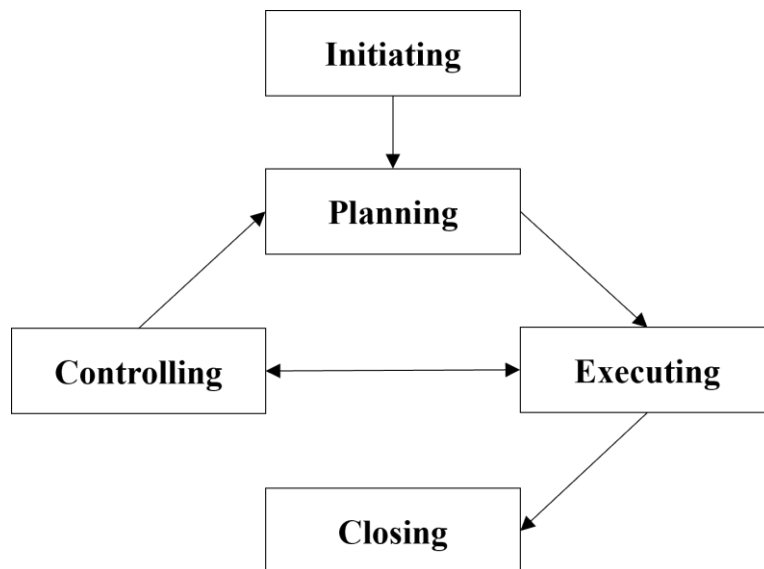 Initiating
Planning
Controlling
Executing
Closing